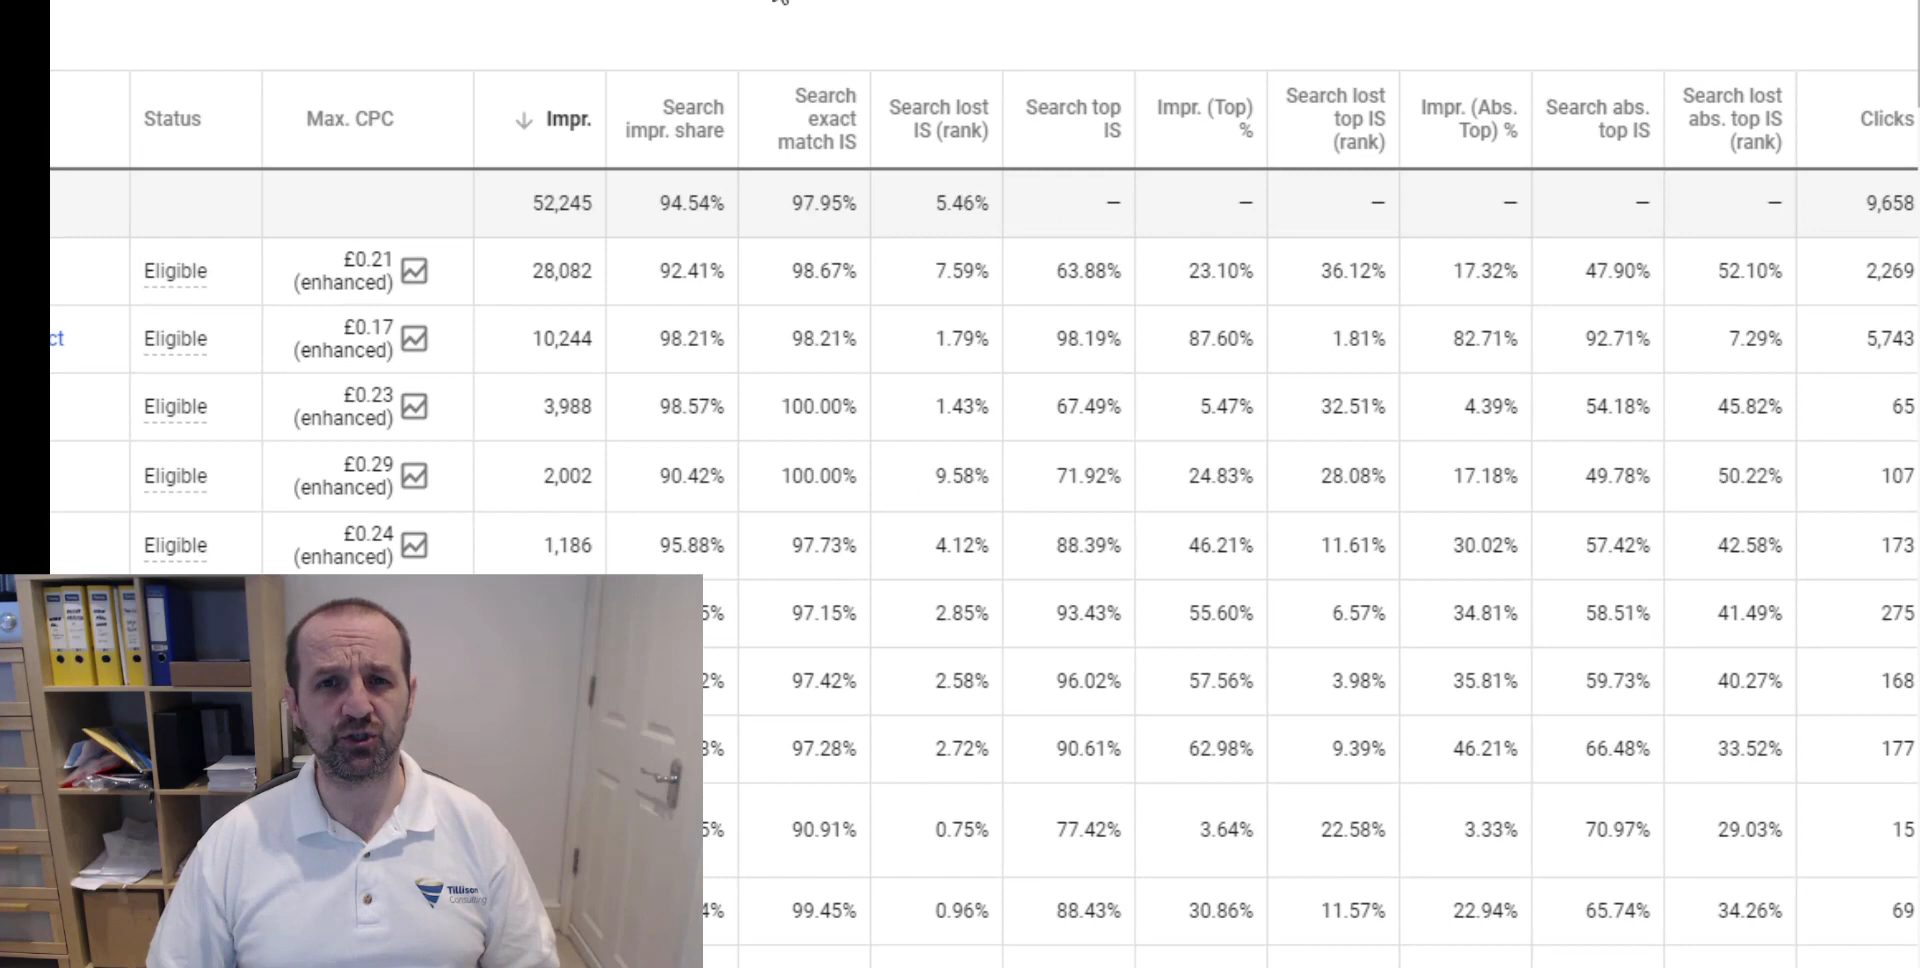 Status
Max. CPC
Impr.
Search
impr. share
Search
exact
match IS
Search lost
IS (rank)
Search top
IS
Impr. (Top)
%
Search lost
top IS
(rank)
Impr. (Abs.
Top) %
Search abs.
top IS
Search lost
abs. top IS
(rank)
Clicks
52,245 94.54% 97.95% 5.46% — — — — — — 9,658
Eligible £0.21 (enhanced) 28,082 92.41% 98.67% 7.59% 63.88% 23.10% 36.12% 17.32% 47.90% 52.10% 2,269
ct Eligible £0.17 (enhanced) 10,244 98.21% 98.21% 1.79% 98.19% 87.60% 1.81% 82.71% 92.71% 7.29% 5,743
Eligible £0.23 (enhanced) 3,988 98.57% 100.00% 1.43% 67.49% 5.47% 32.51% 4.39% 54.18% 45.82% 65
Eligible £0.29 (enhanced) 2,002 90.42% 100.00% 9.58% 71.92% 24.83% 28.08% 17.18% 49.78% 50.22% 107
Eligible £0.24 (enhanced) 1,186 95.88% 97.73% 4.12% 88.39% 46.21% 11.61% 30.02% 57.42% 42.58% 173
5% 97.15% 2.85% 93.43% 55.60% 6.57% 34.81% 58.51% 41.49% 275
2% 97.42% 2.58% 96.02% 57.56% 3.98% 35.81% 59.73% 40.27% 168
3% 97.28% 2.72% 90.61% 62.98% 9.39% 46.21% 66.48% 33.52% 177
5% 90.91% 0.75% 77.42% 3.64% 22.58% 3.33% 70.97% 29.03% 15
4% 99.45% 0.96% 88.43% 30.86% 11.57% 22.94% 65.74% 34.26% 69
Tillison
Consulting